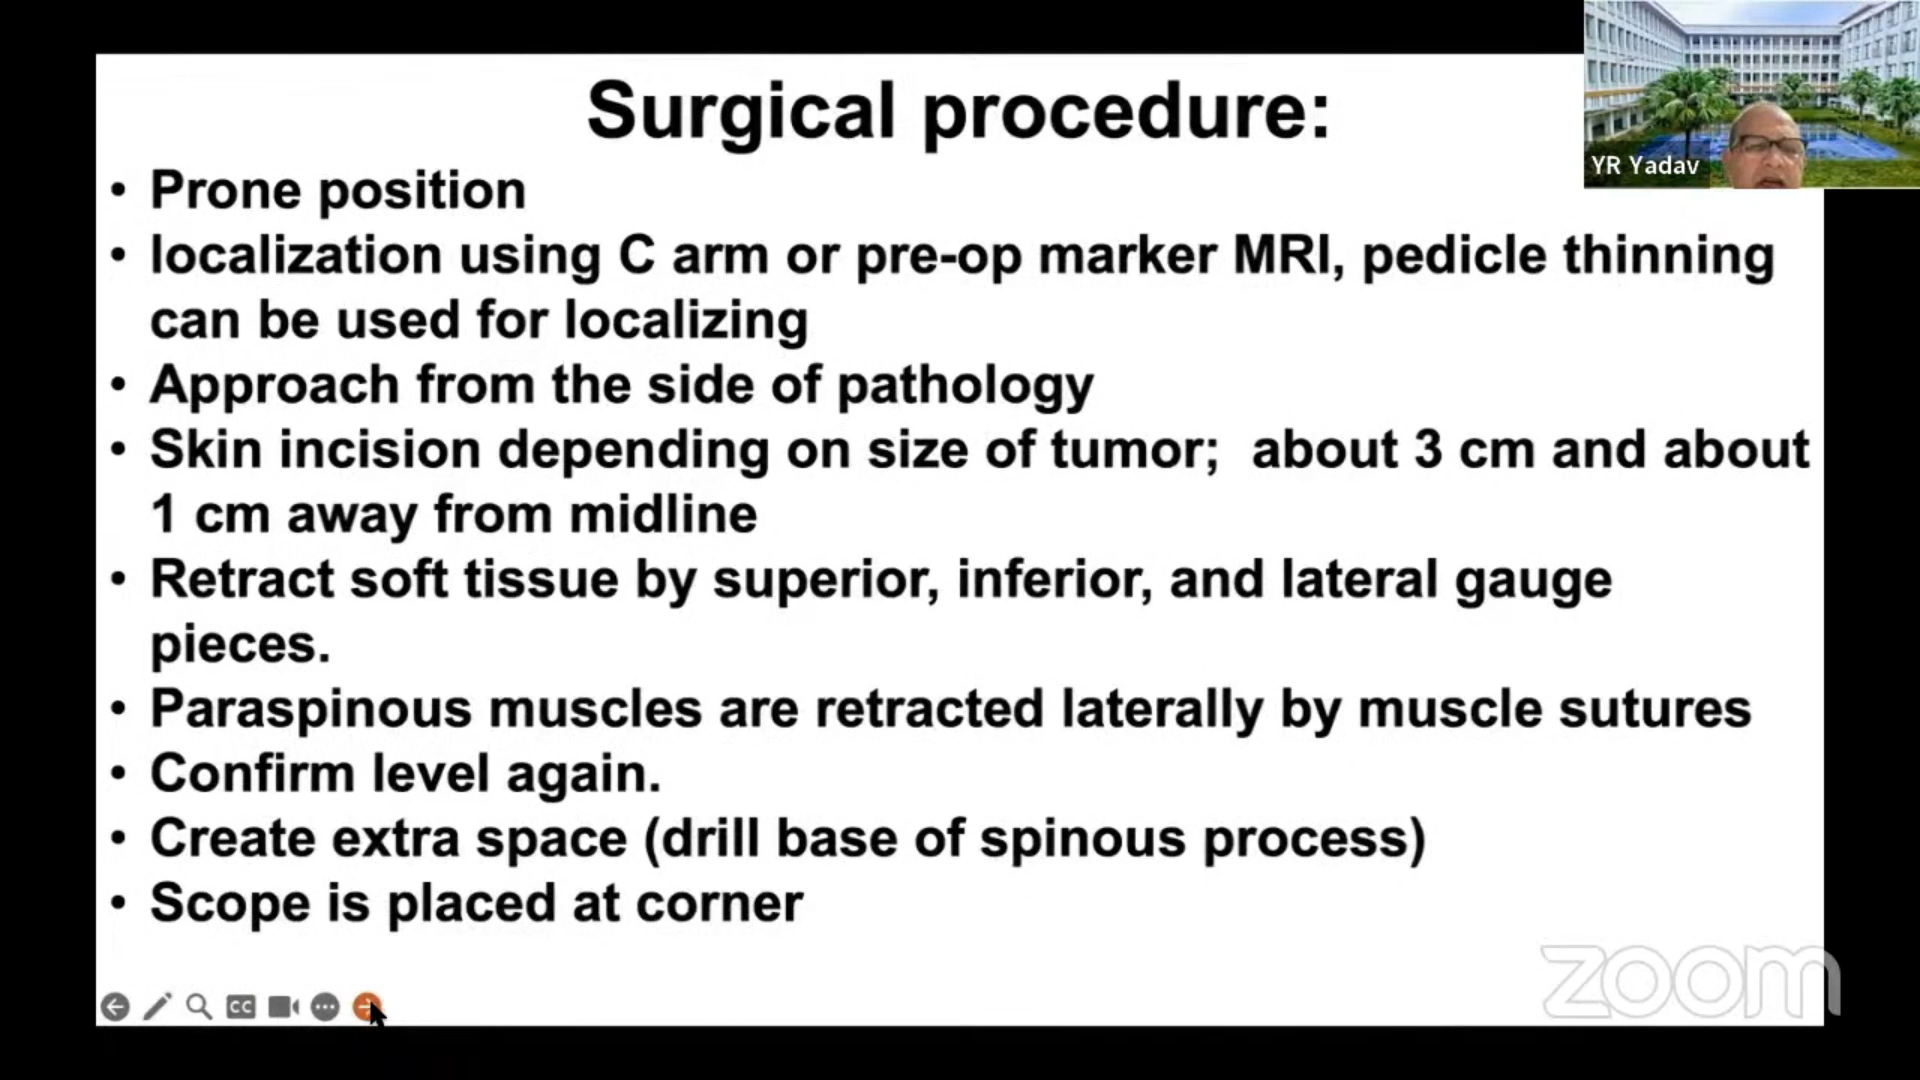 Surgical procedure:
YR Yadav
• Prone position
• localization using C arm or pre-op marker MRI, pedicle thinning
can be used for localizing
• Approach from the side of pathology
• Skin incision depending on size of tumor;  about 3 cm and about
1 cm away from midline
• Retract soft tissue by superior, inferior, and lateral gauge
pieces.
• Paraspinous muscles are retracted laterally by muscle sutures
• Confirm level again.
• Create extra space (drill base of spinous process)
• Scope is placed at corner
zoom
CC